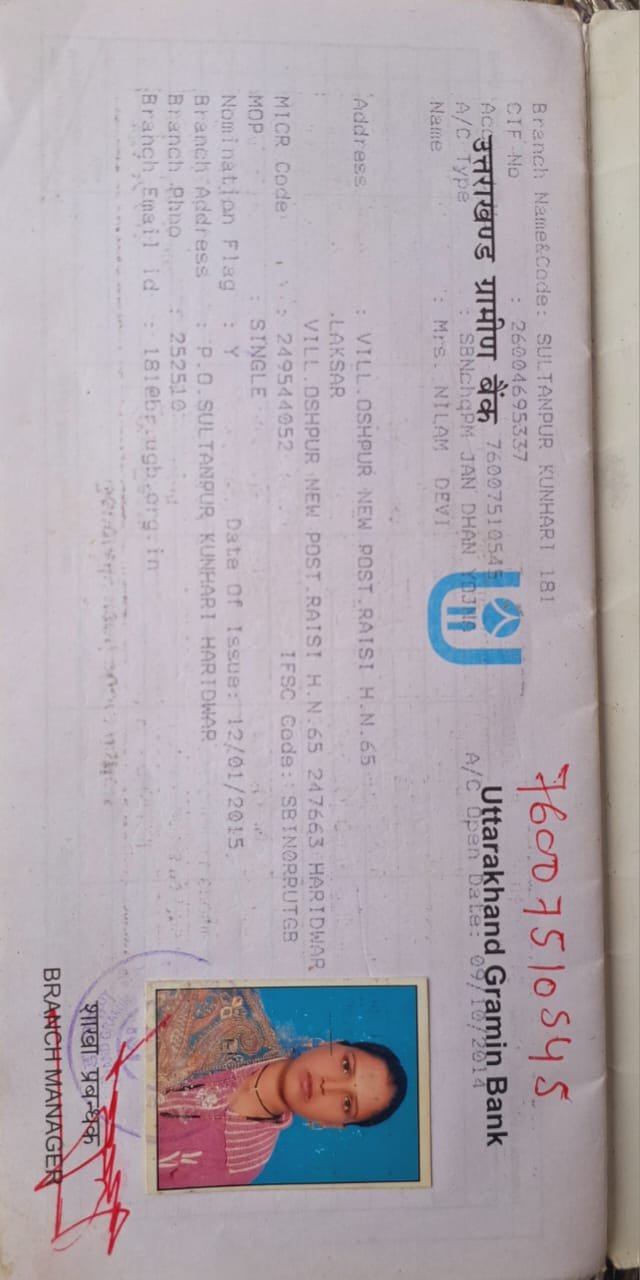 76007510545
उत्तराखण्ड ग्रामीण बैंक Uttarakhand Gramin Bank
Branch Name&Code: SULTANPUR KUNHARI 181
CIF No : 26004695337
76007510545
A/C Type : SBNchqPM JAN DHAN YOJNA A/C Open Date: 09/10/2014
Name : Mrs. NILAM DEVI
Address : VILL.OSHPUR NEW POST.RAISI H.N.65
LAKSAR
VILL.OSHPUR NEW POST.RAISI H.N.65 247663 HARIDWAR
MICR Code : 249544052 IFSC Code: SBIN0RRUTGB
MOP : SINGLE
Nomination Flag : Y Date Of Issue: 12/01/2015
Branch Address : P.O.SULTANPUR KUNHARI HARIDWAR
Branch Phno : 252510
Branch Email id : 181@br.ugb.org.in
शाखा प्रबन्धक
BRANCH MANAGER